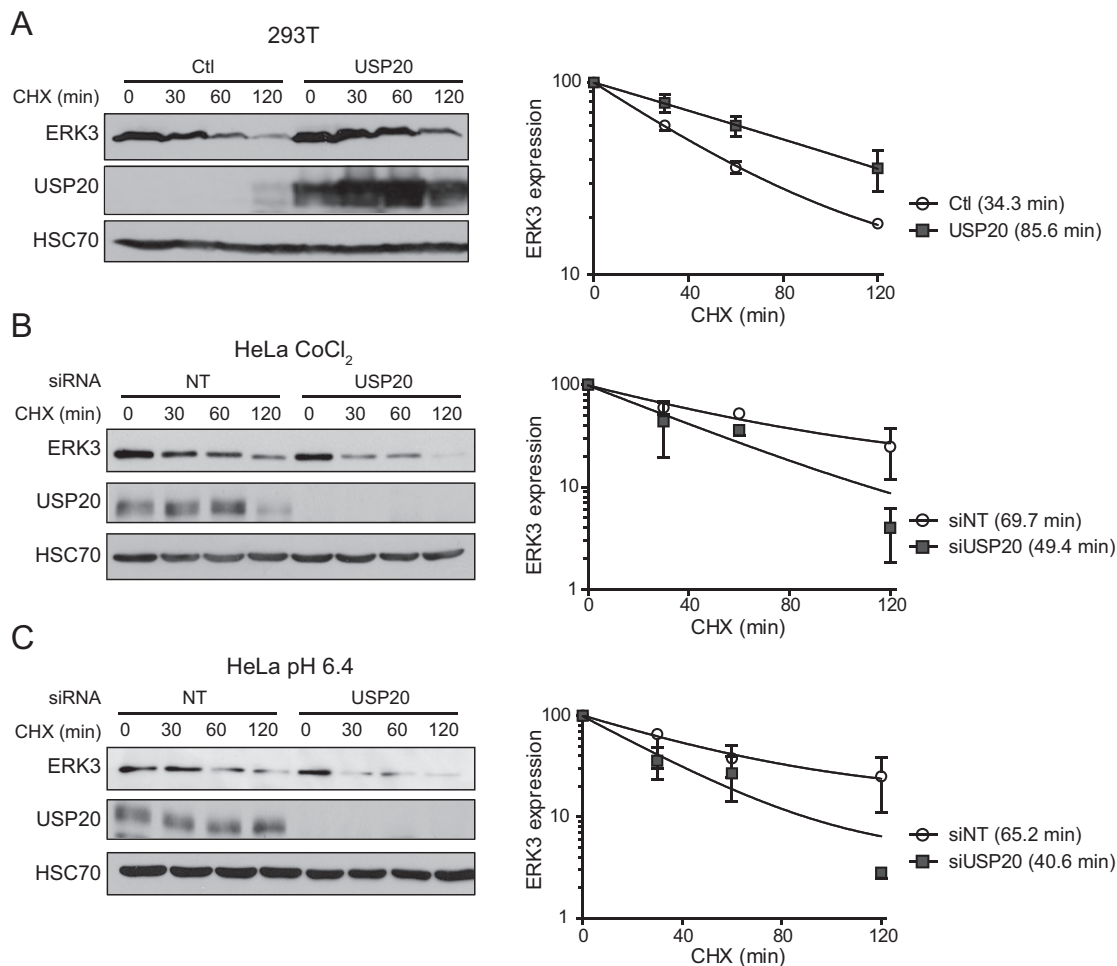 A
293T
Ctl USP20
CHX (min) 0 30 60 120 0 30 60 120
ERK3
USP20
HSC70
ERK3 expression
100
10
0 40 80 120
CHX (min)
Ctl (34.3 min)
USP20 (85.6 min)
B
HeLa CoCl2
siRNA NT USP20
CHX (min) 0 30 60 120 0 30 60 120
ERK3
USP20
HSC70
ERK3 expression
100
10
1
0 40 80 120
CHX (min)
siNT (69.7 min)
siUSP20 (49.4 min)
C
HeLa pH 6.4
siRNA NT USP20
CHX (min) 0 30 60 120 0 30 60 120
ERK3
USP20
HSC70
ERK3 expression
100
10
1
0 40 80 120
CHX (min)
siNT (65.2 min)
siUSP20 (40.6 min)